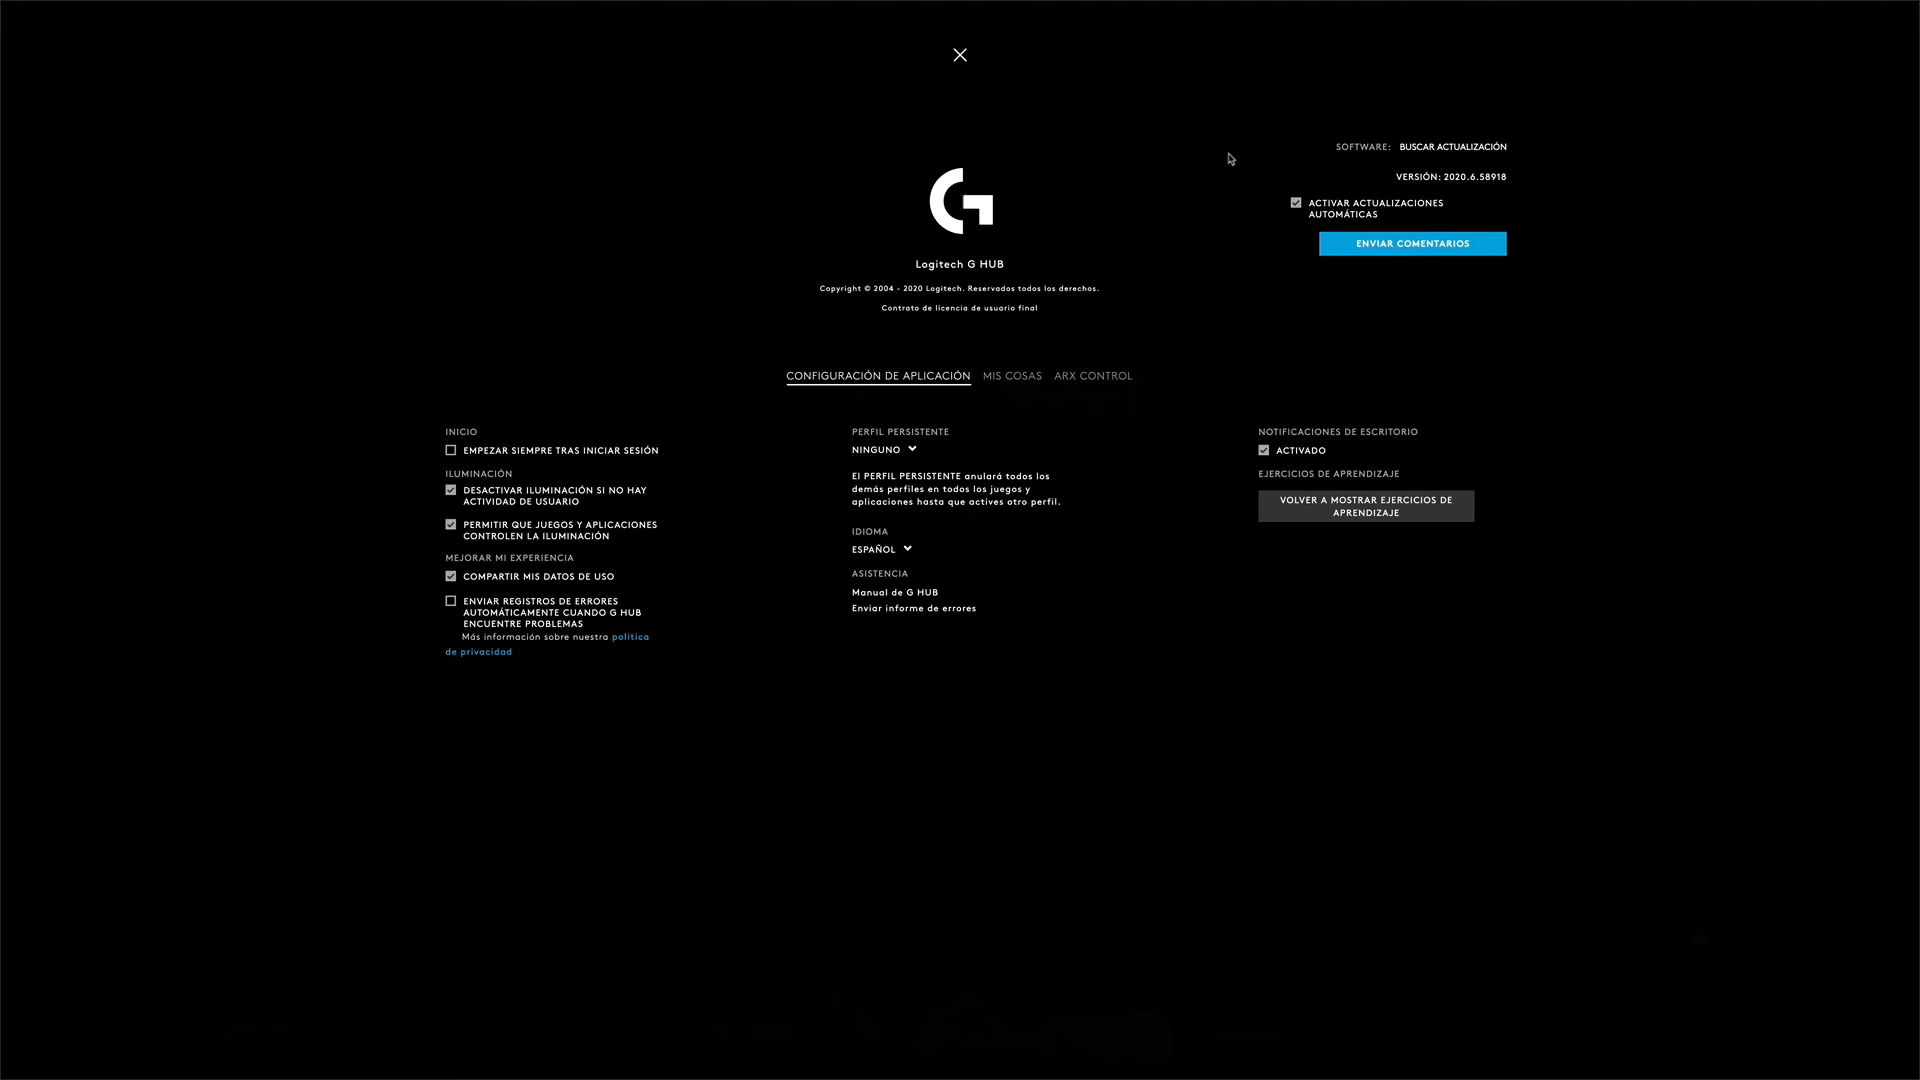 SOFTWARE: BUSCAR ACTUALIZACIÓN
VERSIÓN: 2020.6.58918
ACTIVAR ACTUALIZACIONES
AUTOMÁTICAS
ENVIAR COMENTARIOS
Logitech G HUB
Copyright © 2004 - 2020 Logitech. Reservados todos los derechos.
Contrato de licencia de usuario final
CONFIGURACIÓN DE APLICACIÓN MIS COSAS ARX CONTROL
INICIO
EMPEZAR SIEMPRE TRAS INICIAR SESIÓN
ILUMINACIÓN
DESACTIVAR ILUMINACIÓN SI NO HAY
ACTIVIDAD DE USUARIO
PERMITIR QUE JUEGOS Y APLICACIONES
CONTROLEN LA ILUMINACIÓN
MEJORAR MI EXPERIENCIA
COMPARTIR MIS DATOS DE USO
ENVIAR REGISTROS DE ERRORES
AUTOMÁTICAMENTE CUANDO G HUB
ENCUENTRE PROBLEMAS
Más información sobre nuestra política
de privacidad
PERFIL PERSISTENTE
NINGUNO
El PERFIL PERSISTENTE anulará todos los
demás perfiles en todos los juegos y
aplicaciones hasta que actives otro perfil.
IDIOMA
ESPAÑOL
ASISTENCIA
Manual de G HUB
Enviar informe de errores
NOTIFICACIONES DE ESCRITORIO
ACTIVADO
EJERCICIOS DE APRENDIZAJE
VOLVER A MOSTRAR EJERCICIOS DE
APRENDIZAJE